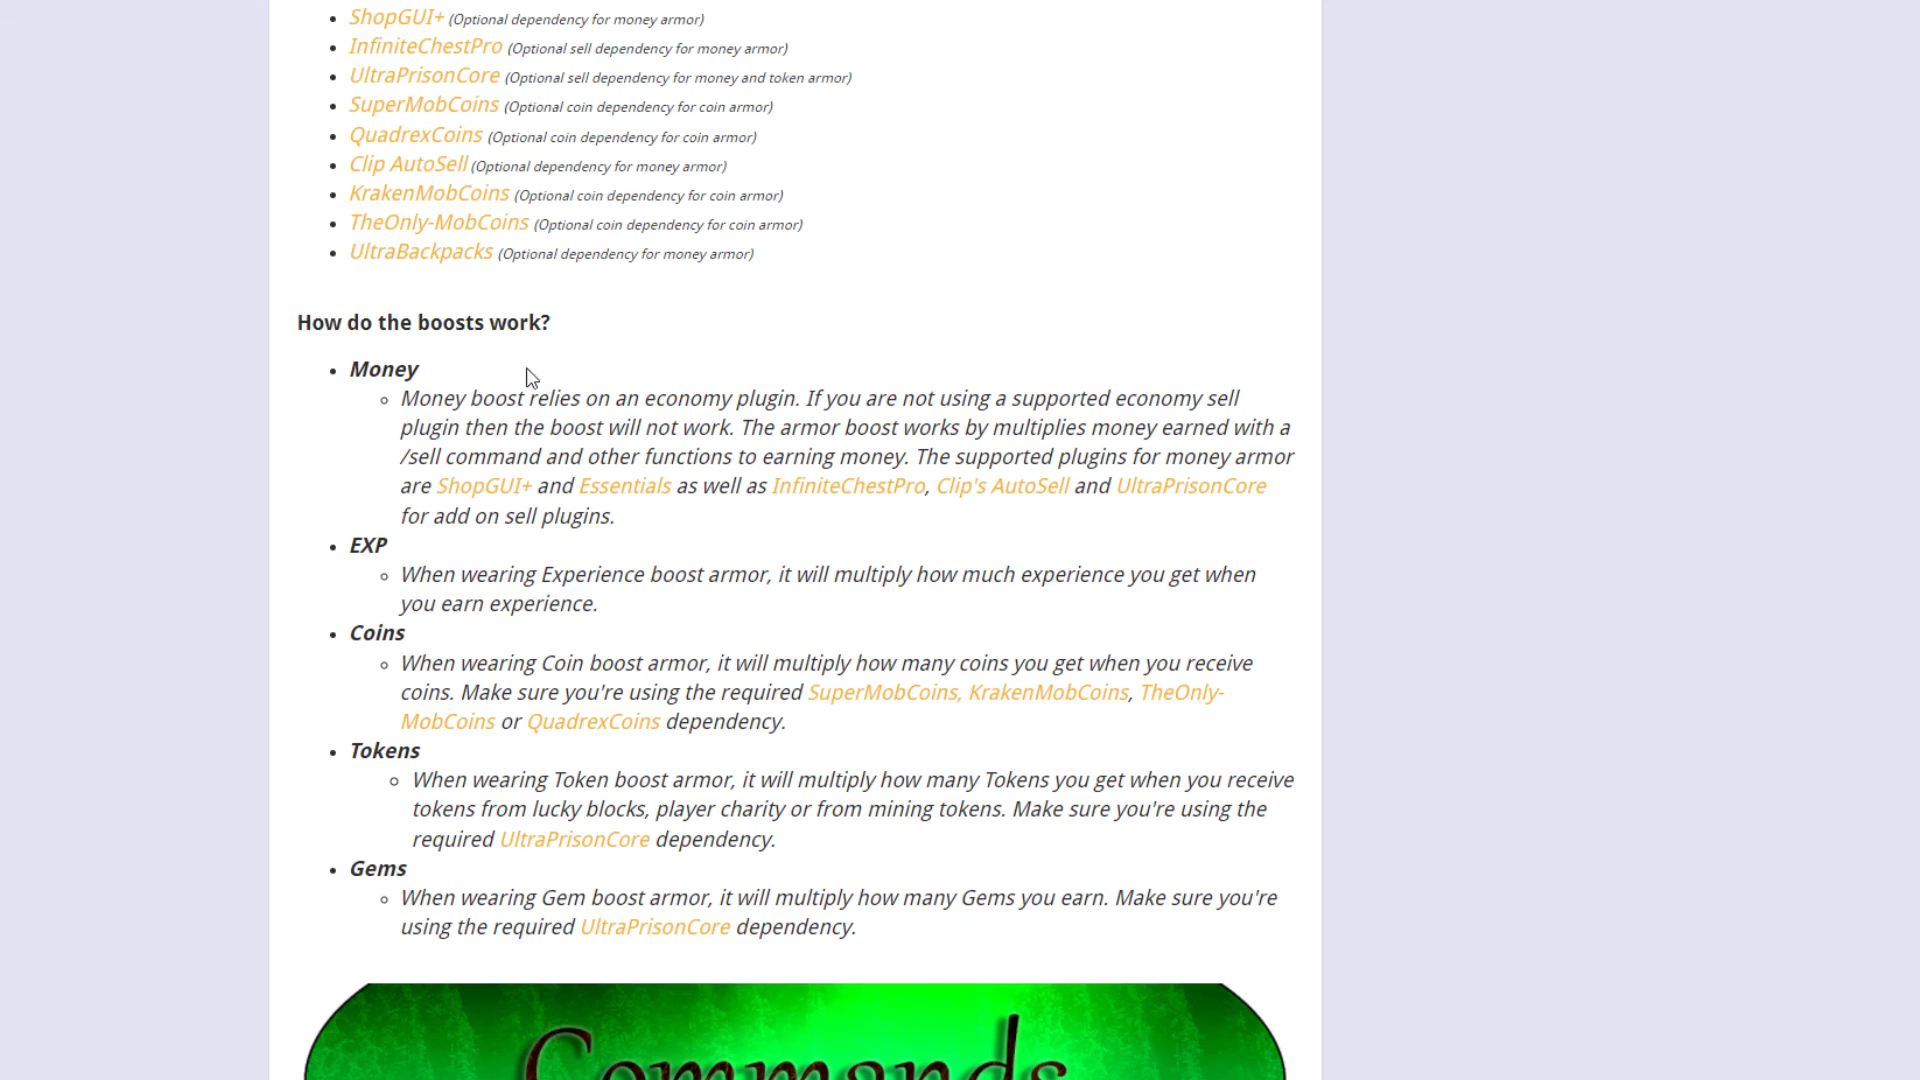 ShopGUI+ (Optional dependency for money armor)
InfiniteChestPro (Optional sell dependency for money armor)
UltraPrisonCore (Optional sell dependency for money and token armor)
SuperMobCoins (Optional coin dependency for coin armor)
QuadrexCoins (Optional coin dependency for coin armor)
Clip AutoSell (Optional dependency for money armor)
KrakenMobCoins (Optional coin dependency for coin armor)
TheOnly-MobCoins (Optional coin dependency for coin armor)
UltraBackpacks (Optional dependency for money armor)
How do the boosts work?
Money
Money boost relies on an economy plugin. If you are not using a supported economy sell
plugin then the boost will not work. The armor boost works by multiplies money earned with a
/sell command and other functions to earning money. The supported plugins for money armor
are ShopGUI+ and Essentials as well as InfiniteChestPro, Clip's AutoSell and UltraPrisonCore
for add on sell plugins.
EXP
When wearing Experience boost armor, it will multiply how much experience you get when
you earn experience.
Coins
When wearing Coin boost armor, it will multiply how many coins you get when you receive
coins. Make sure you're using the required SuperMobCoins, KrakenMobCoins, TheOnly-
MobCoins or QuadrexCoins dependency.
Tokens
When wearing Token boost armor, it will multiply how many Tokens you get when you receive
tokens from lucky blocks, player charity or from mining tokens. Make sure you're using the
required UltraPrisonCore dependency.
Gems
When wearing Gem boost armor, it will multiply how many Gems you earn. Make sure you're
using the required UltraPrisonCore dependency.
Commands